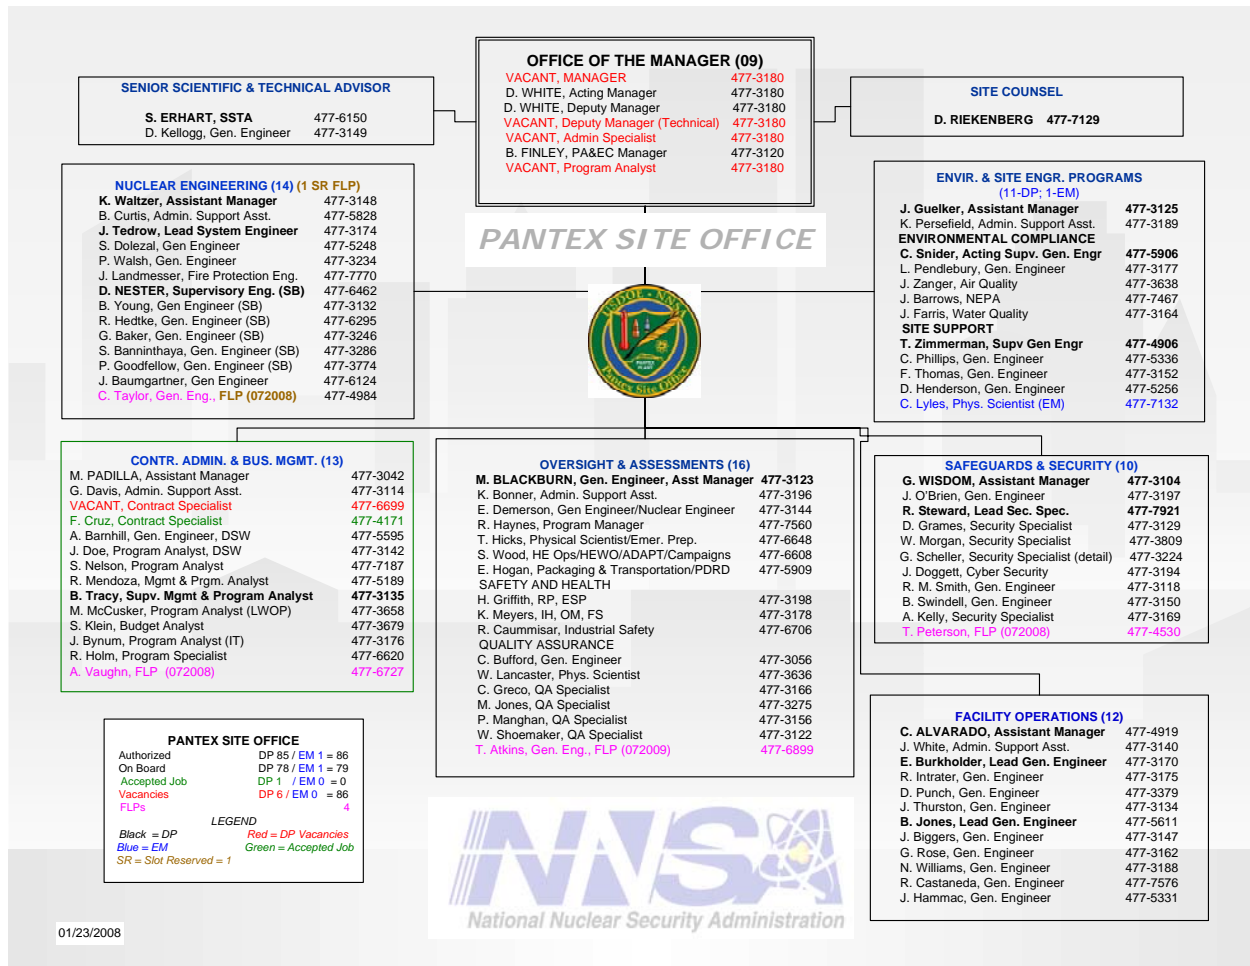 OFFICE OF THE MANAGER (09)
VACANT, MANAGER 477-3180
D. WHITE, Acting Manager 477-3180
D. WHITE, Deputy Manager 477-3180
VACANT, Deputy Manager (Technical) 477-3180
VACANT, Admin Specialist 477-3180
B. FINLEY, PA&EC Manager 477-3120
VACANT, Program Analyst 477-3180
SENIOR SCIENTIFIC & TECHNICAL ADVISOR
S. ERHART, SSTA 477-6150
D. Kellogg, Gen. Engineer 477-3149
SITE COUNSEL
D. RIEKENBERG 477-7129
NUCLEAR ENGINEERING (14) (1 SR FLP)
K. Waltzer, Assistant Manager 477-3148
B. Curtis, Admin. Support Asst. 477-5828
J. Tedrow, Lead System Engineer 477-3174
S. Dolezal, Gen Engineer 477-5248
P. Walsh, Gen. Engineer 477-3234
J. Landmesser, Fire Protection Eng. 477-7770
D. NESTER, Supervisory Eng. (SB) 477-6462
B. Young, Gen Engineer (SB) 477-3132
R. Hedtke, Gen. Engineer (SB) 477-6295
G. Baker, Gen. Engineer (SB) 477-3246
S. Banninthaya, Gen. Engineer (SB) 477-3286
P. Goodfellow, Gen. Engineer (SB) 477-3774
J. Baumgartner, Gen Engineer 477-6124
C. Taylor, Gen. Eng., FLP (072008) 477-4984
PANTEX SITE OFFICE
USDOE - NNSA
PANTEX PLANT
Pantex Site Office
ENVIR. & SITE ENGR. PROGRAMS
(11-DP; 1-EM)
J. Guelker, Assistant Manager 477-3125
K. Persefield, Admin. Support Asst. 477-3189
ENVIRONMENTAL COMPLIANCE
C. Snider, Acting Supv. Gen. Engr 477-5906
L. Pendlebury, Gen. Engineer 477-3177
J. Zanger, Air Quality 477-3638
J. Barrows, NEPA 477-7467
J. Farris, Water Quality 477-3164
SITE SUPPORT
T. Zimmerman, Supv Gen Engr 477-4906
C. Phillips, Gen. Engineer 477-5336
F. Thomas, Gen. Engineer 477-3152
D. Henderson, Gen. Engineer 477-5256
C. Lyles, Phys. Scientist (EM) 477-7132
CONTR. ADMIN. & BUS. MGMT. (13)
M. PADILLA, Assistant Manager 477-3042
G. Davis, Admin. Support Asst. 477-3114
VACANT, Contract Specialist 477-6699
F. Cruz, Contract Specialist 477-4171
A. Barnhill, Gen. Engineer, DSW 477-5595
J. Doe, Program Analyst, DSW 477-3142
S. Nelson, Program Analyst 477-7187
R. Mendoza, Mgmt & Prgm. Analyst 477-5189
B. Tracy, Supv. Mgmt & Program Analyst 477-3135
M. McCusker, Program Analyst (LWOP) 477-3658
S. Klein, Budget Analyst 477-3679
J. Bynum, Program Analyst (IT) 477-3176
R. Holm, Program Specialist 477-6620
A. Vaughn, FLP (072008) 477-6727
OVERSIGHT & ASSESSMENTS (16)
M. BLACKBURN, Gen. Engineer, Asst Manager 477-3123
K. Bonner, Admin. Support Asst. 477-3196
E. Demerson, Gen Engineer/Nuclear Engineer 477-3144
R. Haynes, Program Manager 477-7560
T. Hicks, Physical Scientist/Emer. Prep. 477-6648
S. Wood, HE Ops/HEWO/ADAPT/Campaigns 477-6608
E. Hogan, Packaging & Transportation/PDRD 477-5909
SAFETY AND HEALTH
H. Griffith, RP, ESP 477-3198
K. Meyers, IH, OM, FS 477-3178
R. Caummisar, Industrial Safety 477-6706
QUALITY ASSURANCE
C. Bufford, Gen. Engineer 477-3056
W. Lancaster, Phys. Scientist 477-3636
C. Greco, QA Specialist 477-3166
M. Jones, QA Specialist 477-3275
P. Manghan, QA Specialist 477-3156
W. Shoemaker, QA Specialist 477-3122
T. Atkins, Gen. Eng., FLP (072009) 477-6899
SAFEGUARDS & SECURITY (10)
G. WISDOM, Assistant Manager 477-3104
J. O'Brien, Gen. Engineer 477-3197
R. Steward, Lead Sec. Spec. 477-7921
D. Grames, Security Specialist 477-3129
W. Morgan, Security Specialist 477-3809
G. Scheller, Security Specialist (detail) 477-3224
J. Doggett, Cyber Security 477-3194
R. M. Smith, Gen. Engineer 477-3118
B. Swindell, Gen. Engineer 477-3150
A. Kelly, Security Specialist 477-3169
T. Peterson, FLP (072008) 477-4530
FACILITY OPERATIONS (12)
C. ALVARADO, Assistant Manager 477-4919
J. White, Admin. Support Asst. 477-3140
E. Burkholder, Lead Gen. Engineer 477-3170
R. Intrater, Gen. Engineer 477-3175
D. Punch, Gen. Engineer 477-3379
J. Thurston, Gen. Engineer 477-3134
B. Jones, Lead Gen. Engineer 477-5611
J. Biggers, Gen. Engineer 477-3147
G. Rose, Gen. Engineer 477-3162
N. Williams, Gen. Engineer 477-3188
R. Castaneda, Gen. Engineer 477-7576
J. Hammac, Gen. Engineer 477-5331
PANTEX SITE OFFICE
Authorized DP 85 / EM 1 = 86
On Board DP 78 / EM 1 = 79
Accepted Job DP 1 / EM 0 = 0
Vacancies DP 6 / EM 0 = 86
FLPs 4
LEGEND
Black = DP Red = DP Vacancies
Blue = EM Green = Accepted Job
SR = Slot Reserved = 1
NNSA
National Nuclear Security Administration
01/23/2008